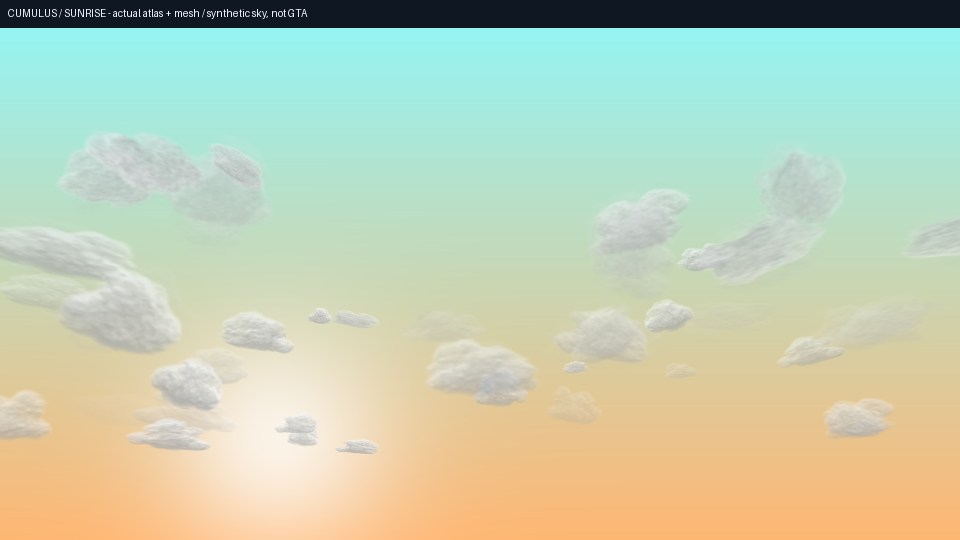 CUMULUS / SUNRISE - actual atlas + mesh / synthetic sky, not GTA